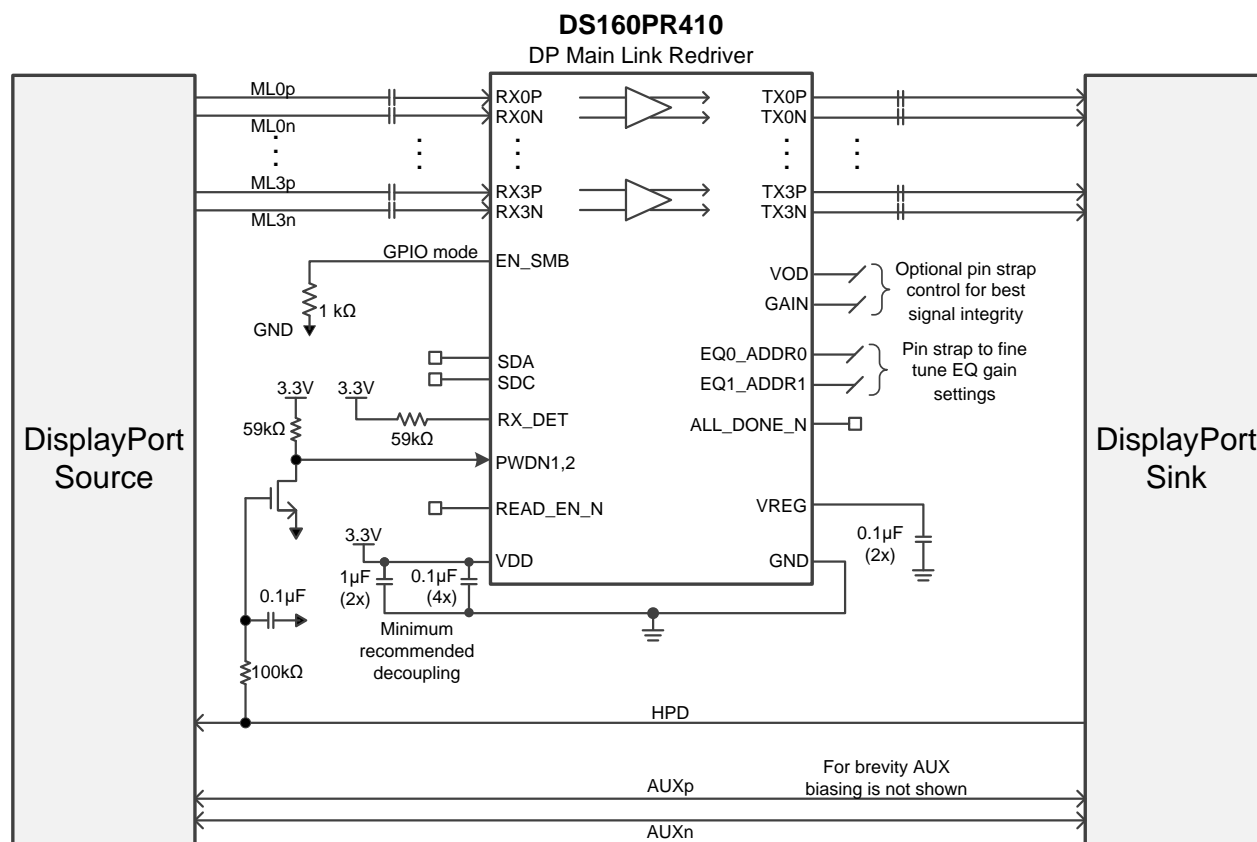 DS160PR410
DP Main Link Redriver
DisplayPort
Source
DisplayPort
Sink
ML0p
ML0n
ML3p
ML3n
RX0P
RX0N
RX3P
RX3N
TX0P
TX0N
TX3P
TX3N
GPIO mode
EN_SMB
1 kΩ
GND
SDA
SDC
3.3V
3.3V
59kΩ
59kΩ
RX_DET
PWDN1,2
READ_EN_N
3.3V
VDD
1µF
(2x)
0.1µF
(4x)
Minimum
recommended
decoupling
0.1µF
100kΩ
VOD
GAIN
Optional pin strap
control for best
signal integrity
EQ0_ADDR0
EQ1_ADDR1
Pin strap to fine
tune EQ gain
settings
ALL_DONE_N
VREG
0.1µF
(2x)
GND
HPD
For brevity AUX
biasing is not shown
AUXp
AUXn